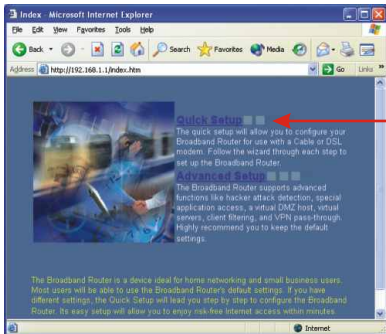 Index - Microsoft Internet Explorer
File Edit View Favorites Tools Help
Back Search Favorites Media
Address http://192.168.1.1/index.htm Go Links »
Quick Setup
The quick setup will allow you to configure your
Broadband Router for use with a Cable or DSL
modem. Follow the wizard through each step to
set up the Broadband Router.
Advanced Setup
The Broadband Router supports advanced
functions like hacker attack detection, special
application access, a virtual DMZ host, virtual
servers, client filtering, and VPN pass-through.
Highly recommend you to keep the default
settings.
The Broadband Router is a device ideal for home networking and small business users.
Most users will be able to use the Broadband Router's default settings. If you have
different settings, the Quick Setup will lead you step by step to configure the Broadband
Router. Its easy setup will allow you to enjoy risk-free Internet access within minutes
Internet